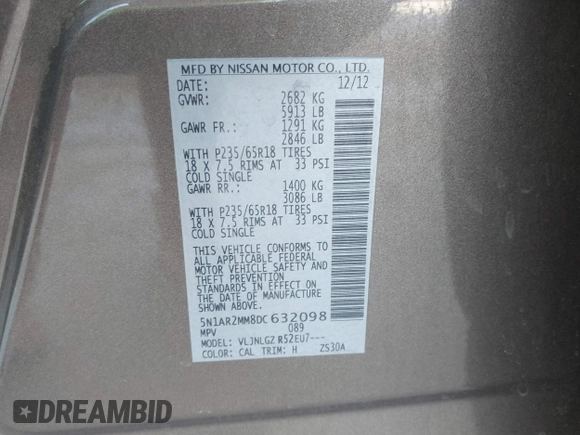 MFD BY NISSAN MOTOR CO., LTD.
DATE: 12/12
GVWR: 2682 KG
5913 LB
GAWR FR.: 1291 KG
2846 LB
WITH P235/65R18 TIRES
18 X 7.5 RIMS AT 33 PSI
COLD SINGLE
GAWR RR.: 1400 KG
3086 LB
WITH P235/65R18 TIRES
18 X 7.5 RIMS AT 33 PSI
COLD SINGLE
THIS VEHICLE CONFORMS TO
ALL APPLICABLE FEDERAL
MOTOR VEHICLE SAFETY AND
THEFT PREVENTION
STANDARDS IN EFFECT ON
THE DATE OF MANUFACTURE
SHOWN ABOVE.
5N1AR2MM8DC632098
MPV 089
MODEL: VLJNLGZ R52EU7---
COLOR: CAL TRIM: H ZS30A
DREAMBID